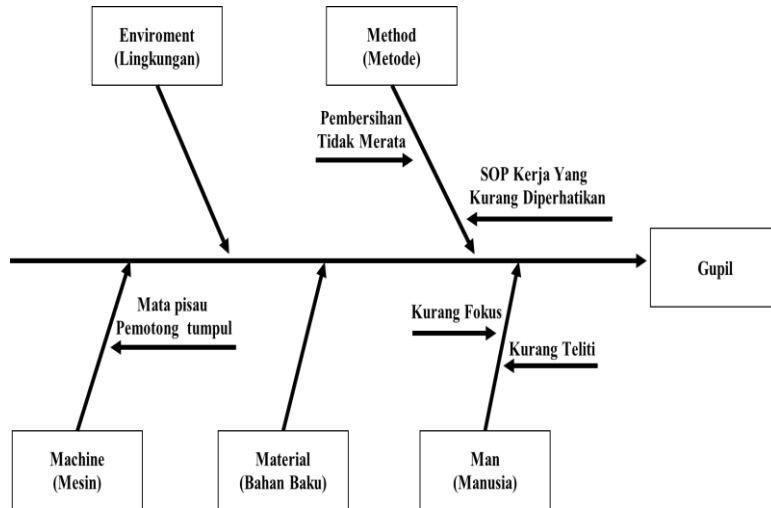 Enviroment
(Lingkungan)
Method
(Metode)
Pembersihan
Tidak Merata
SOP Kerja Yang
Kurang Diperhatikan
Gupil
Mata pisau
Pemotong tumpul
Kurang Fokus
Kurang Teliti
Machine
(Mesin)
Material
(Bahan Baku)
Man
(Manusia)